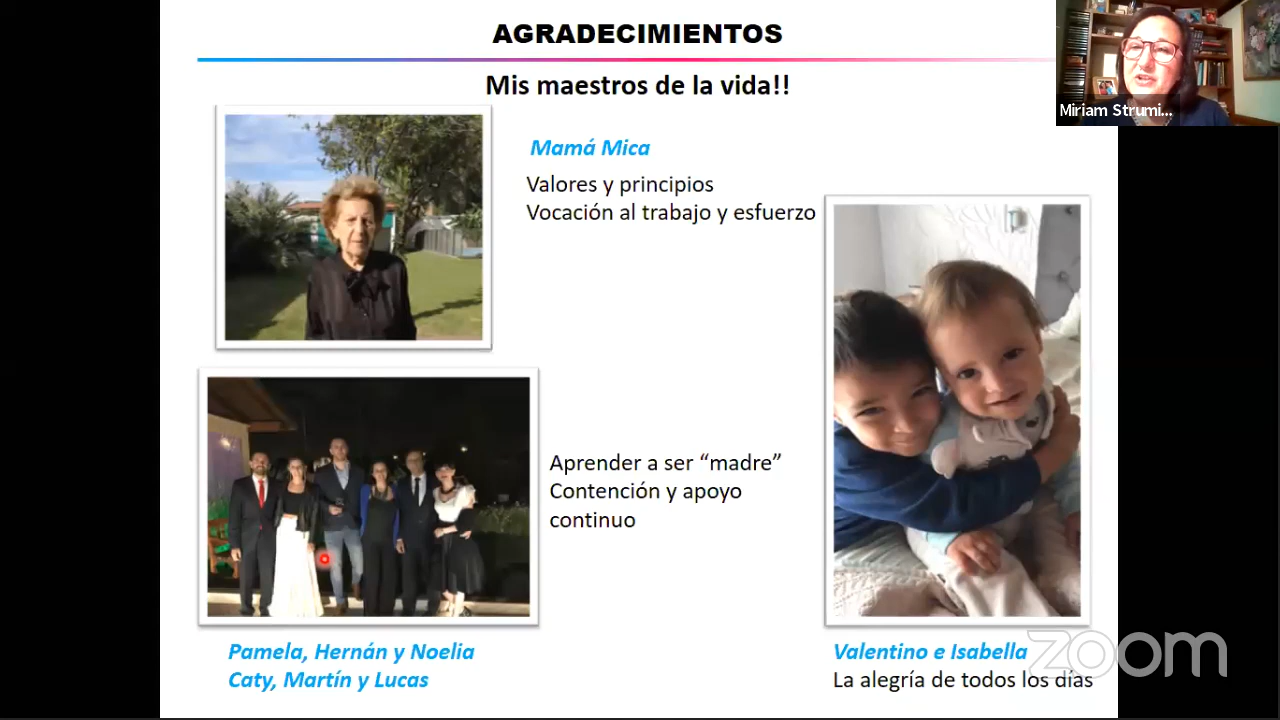 AGRADECIMIENTOS
Mis maestros de la vida!!
Miriam Strumi...
Mamá Mica
Valores y principios
Vocación al trabajo y esfuerzo
Aprender a ser “madre”
Contención y apoyo
continuo
Pamela, Hernán y Noelia
Caty, Martín y Lucas
Valentino e Isabella
La alegría de todos los días
zoom